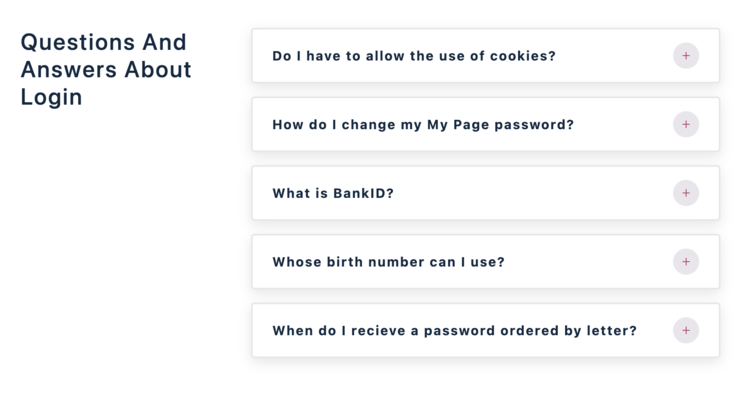 Questions And
Answers About
Login
Do I have to allow the use of cookies?
How do I change my My Page password?
What is BankID?
Whose birth number can I use?
When do I recieve a password ordered by letter?